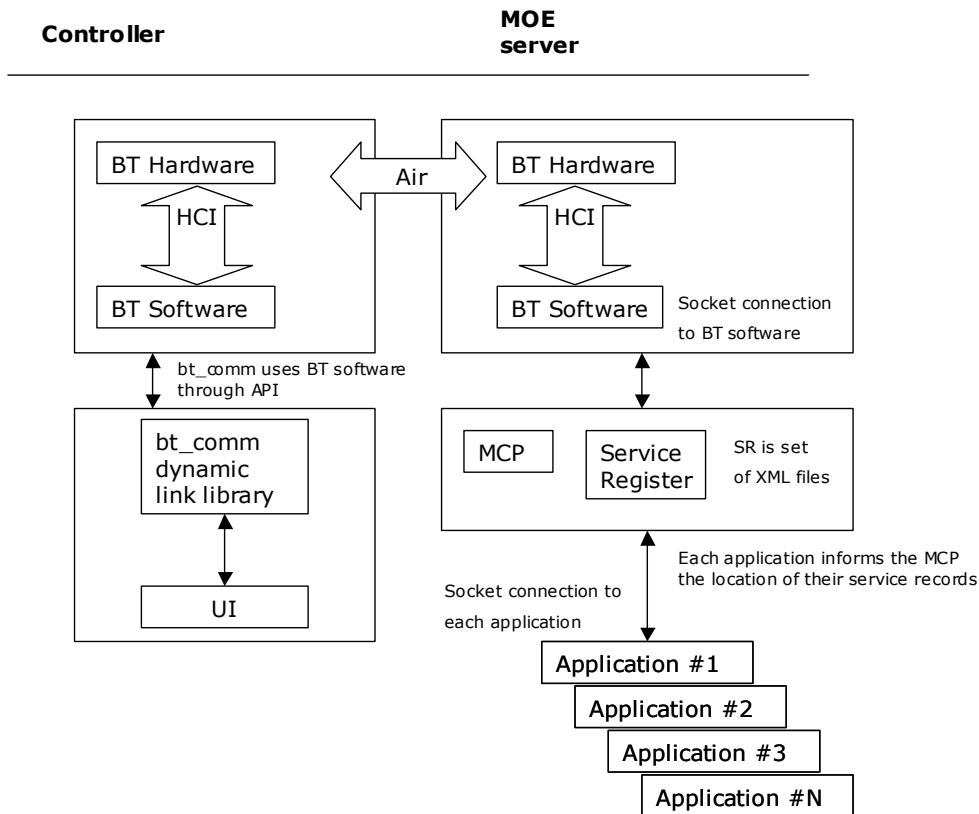 Controller
MOE
server
BT Hardware
HCI
BT Software
Air
BT Hardware
HCI
BT Software
Socket connection
to BT software
bt_comm uses BT software
through API
bt_comm
dynamic
link library
UI
MCP
Service
Register
SR is set
of XML files
Each application informs the MCP
the location of their service records
Socket connection to
each application
Application #1
Application #2
Application #3
Application #N